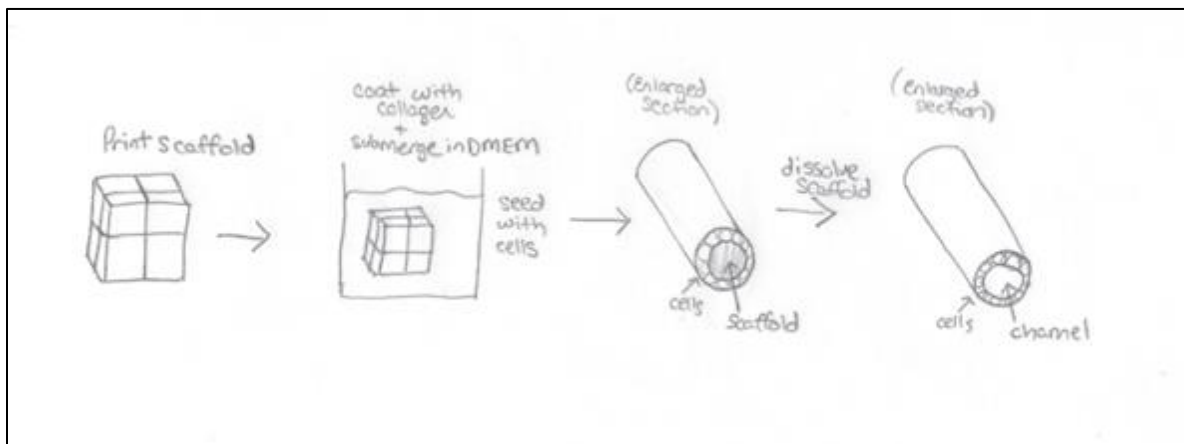 Print Scaffold
coat with
collagen
+
submerge in DMEM
seed
with
cells
(Enlarged
section)
cells
scaffold
dissolve
scaffold
(enlarged
section)
cells
channel